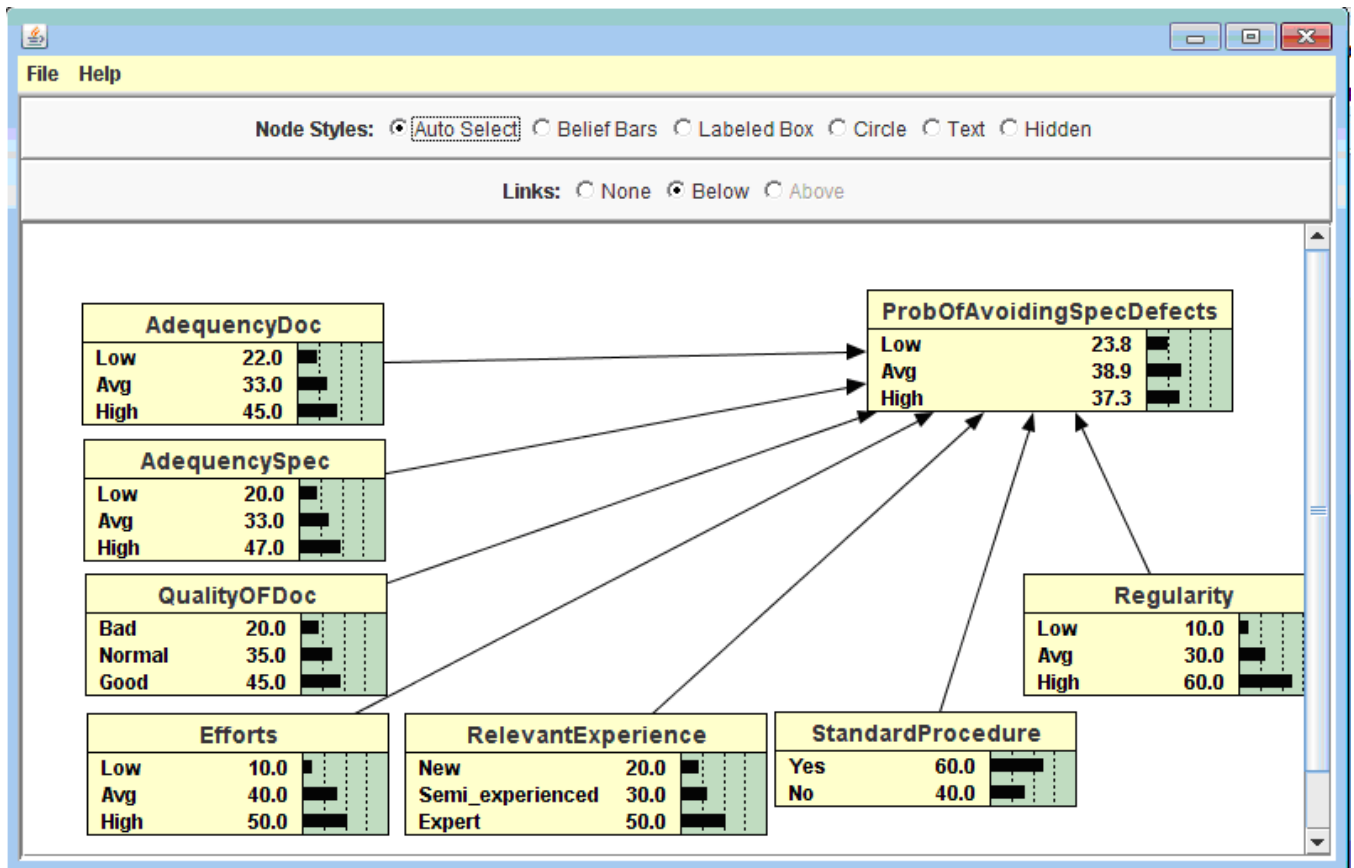 File Help
Node Styles: Auto Select Belief Bars Labeled Box Circle Text Hidden
Links: None Below Above
AdequencyDoc
Low 22.0
Avg 33.0
High 45.0
ProbOfAvoidingSpecDefects
Low 23.8
Avg 38.9
High 37.3
AdequencySpec
Low 20.0
Avg 33.0
High 47.0
QualityOFDoc
Bad 20.0
Normal 35.0
Good 45.0
Regularity
Low 10.0
Avg 30.0
High 60.0
Efforts
Low 10.0
Avg 40.0
High 50.0
RelevantExperience
New 20.0
Semi_experienced 30.0
Expert 50.0
StandardProcedure
Yes 60.0
No 40.0